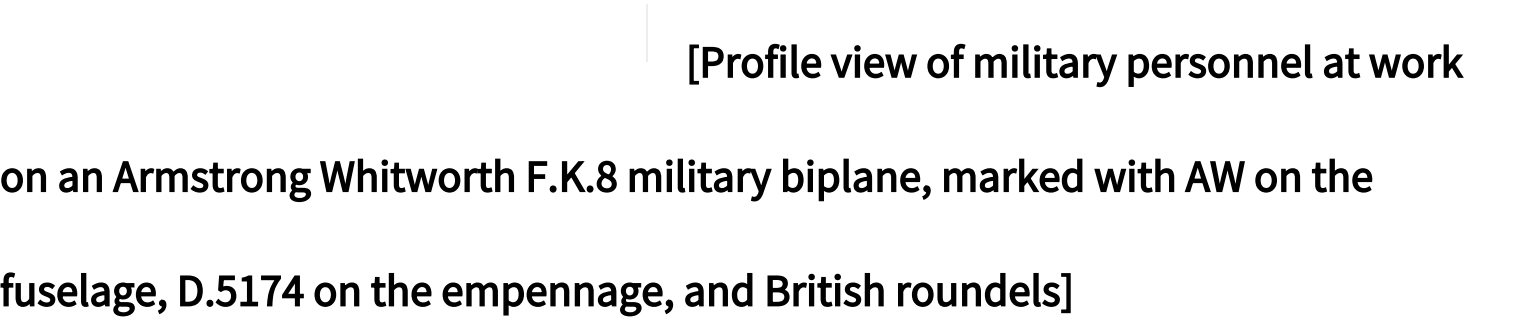 [Profile view of military personnel at work
on an Armstrong Whitworth F.K.8 military biplane, marked with AW on the
fuselage, D.5174 on the empennage, and British roundels]